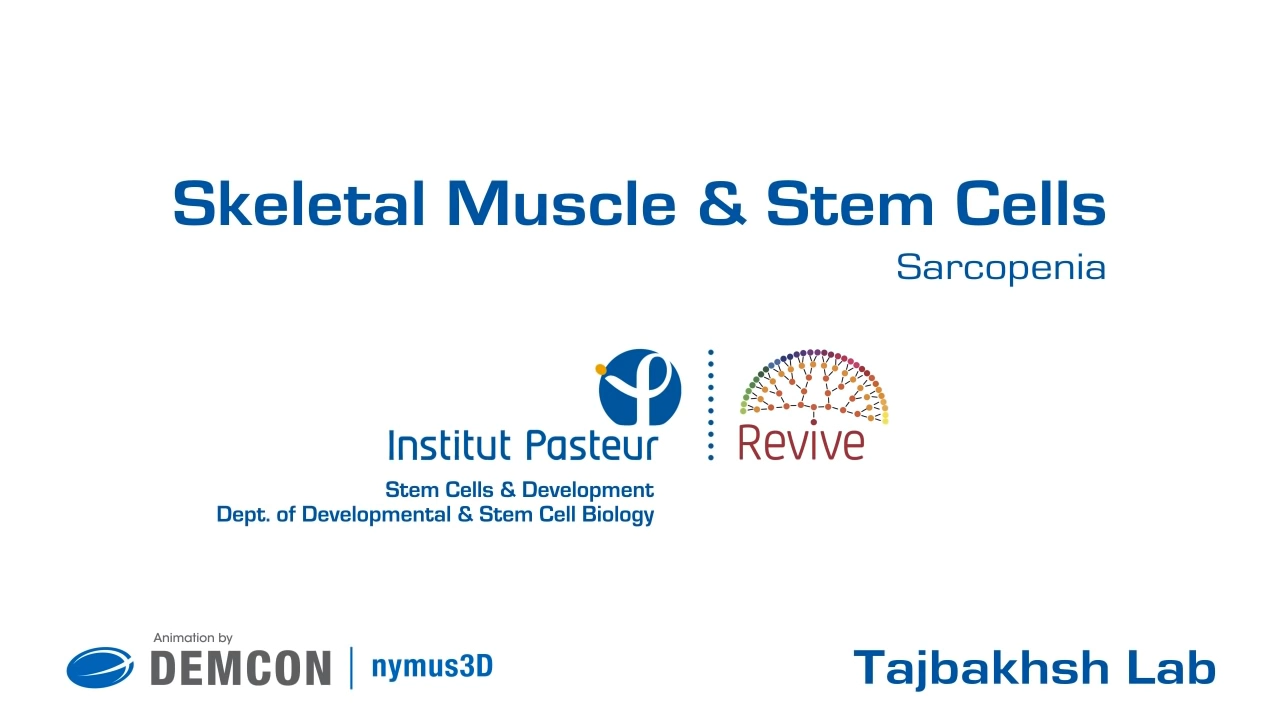 Skeletal Muscle & Stem Cells
Sarcopenia
Institut Pasteur
Revive
Stem Cells & Development
Dept. of Developmental & Stem Cell Biology
Animation by
DEMCON | nymus3D
Tajbakhsh Lab